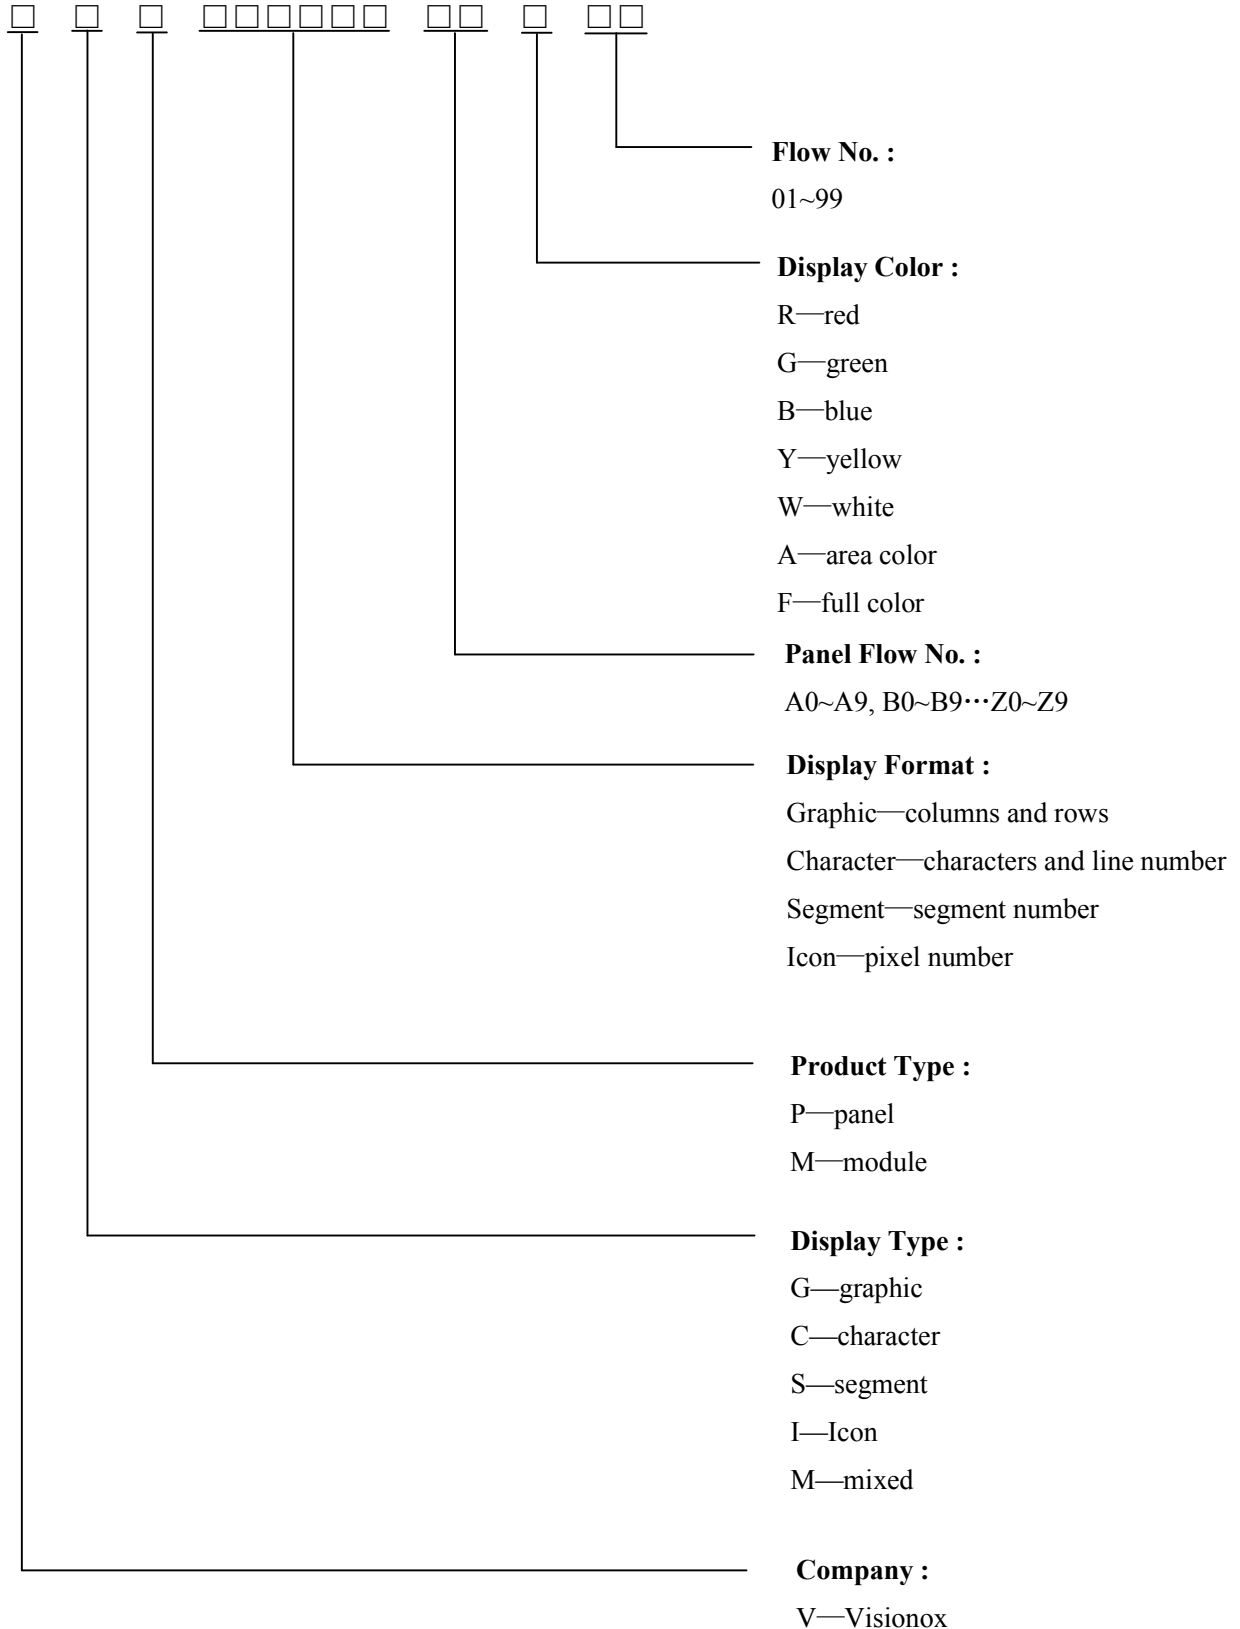 □ □ □ □□□□□□ □□ □ □□
Flow No. :
01~99
Display Color :
R—red
G—green
B—blue
Y—yellow
W—white
A—area color
F—full color
Panel Flow No. :
A0~A9, B0~B9⋯Z0~Z9
Display Format :
Graphic—columns and rows
Character—characters and line number
Segment—segment number
Icon—pixel number
Product Type :
P—panel
M—module
Display Type :
G—graphic
C—character
S—segment
I—Icon
M—mixed
Company :
V—Visionox